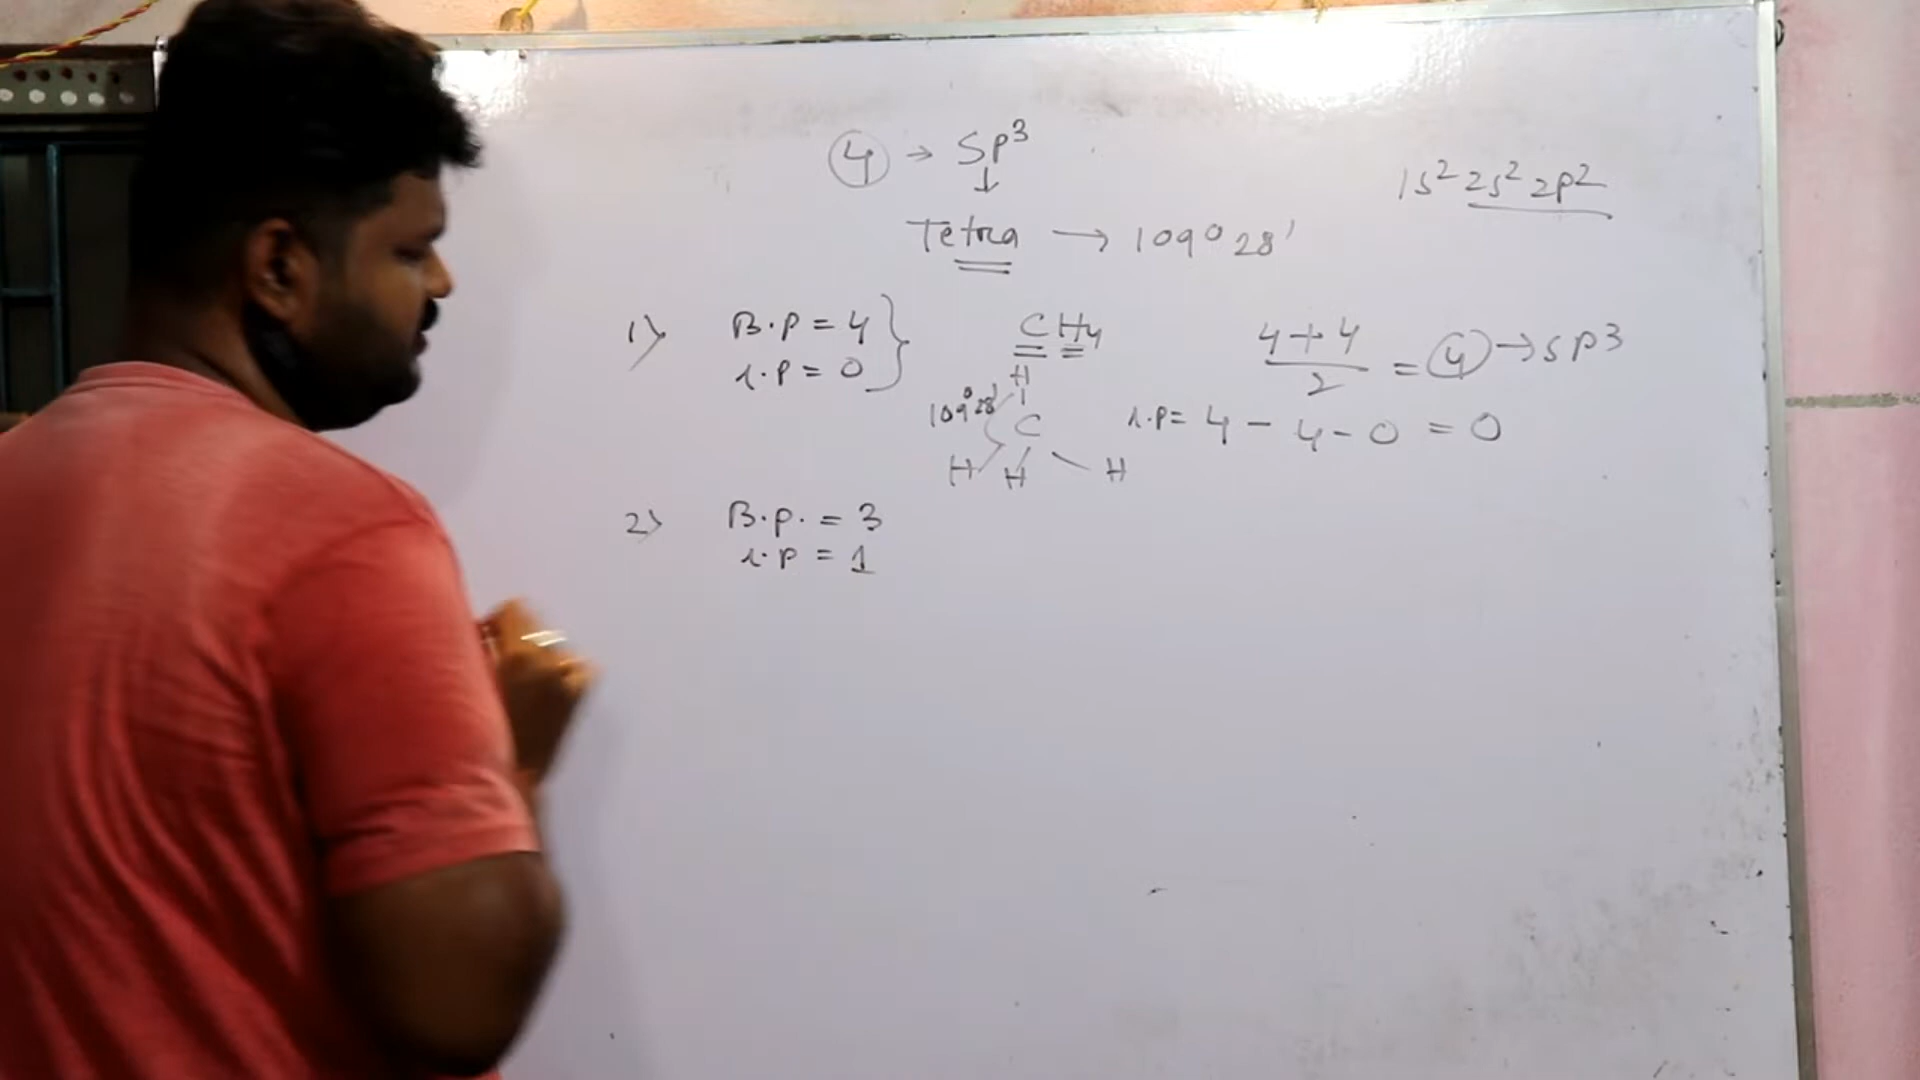 4 → SP³
↓
Tetra → 109° 28'
1s² 2s² 2p²
1) B.P = 4
l.P = 0
CH4
4+4/2 = 4 → SP3
H
109° 28'
C
H H H
l.P = 4 - 4 - 0 = 0
2) B.P. = 3
l.P = 1